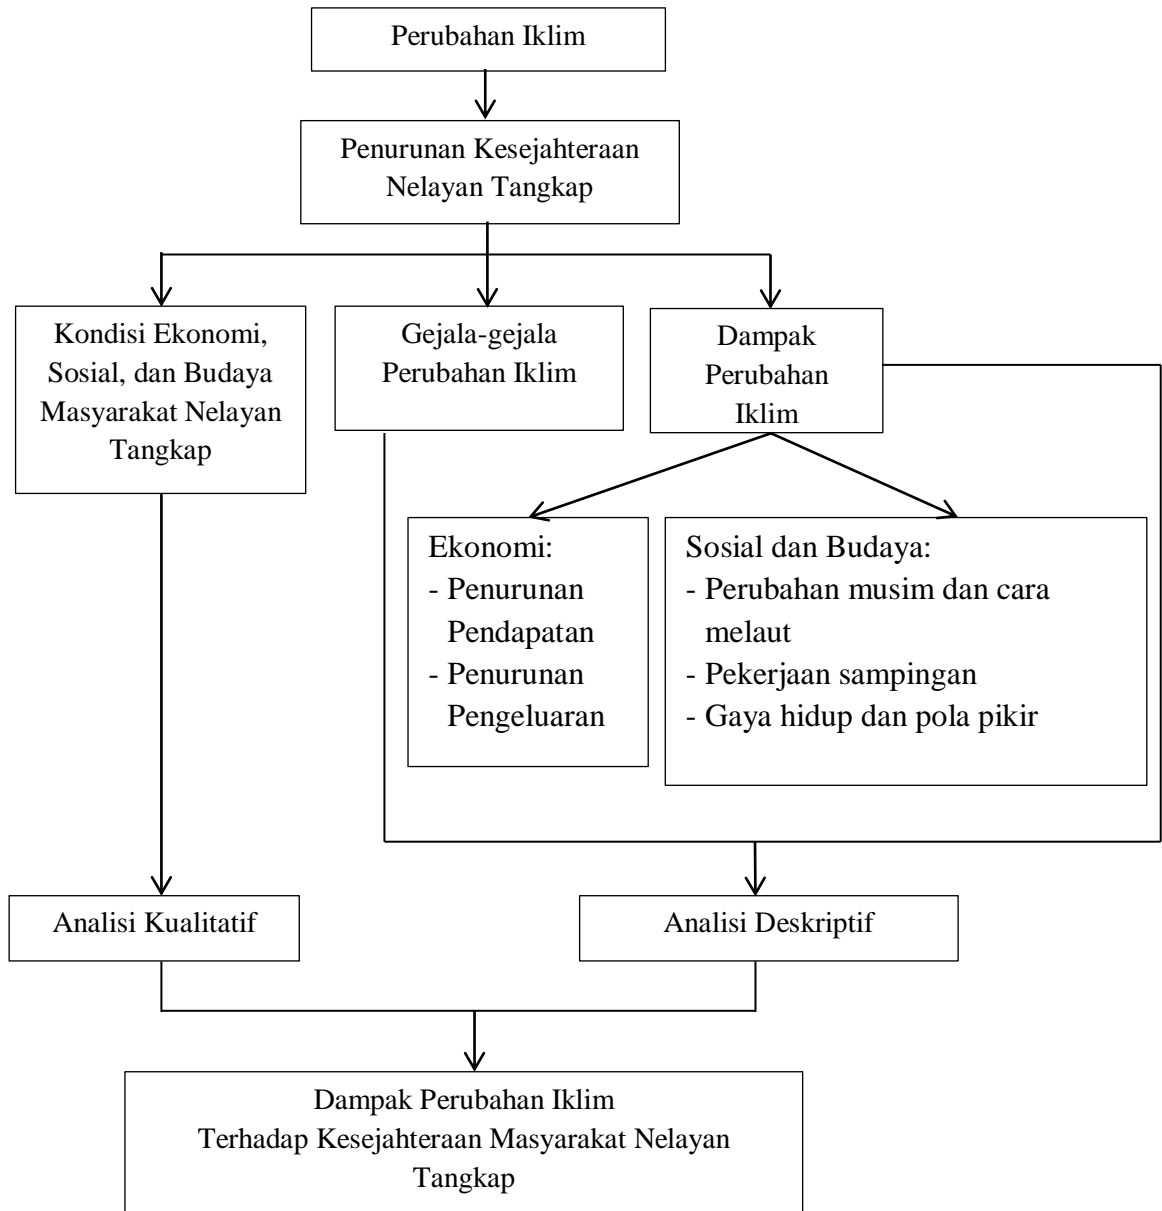 Perubahan Iklim
Penurunan Kesejahteraan
Nelayan Tangkap
Kondisi Ekonomi,
Sosial, dan Budaya
Masyarakat Nelayan
Tangkap
Gejala-gejala
Perubahan Iklim
Dampak
Perubahan
Iklim
Ekonomi:
- Penurunan
Pendapatan
- Penurunan
Pengeluaran
Sosial dan Budaya:
- Perubahan musim dan cara
melaut
- Pekerjaan sampingan
- Gaya hidup dan pola pikir
Analisi Kualitatif
Analisi Deskriptif
Dampak Perubahan Iklim
Terhadap Kesejahteraan Masyarakat Nelayan
Tangkap